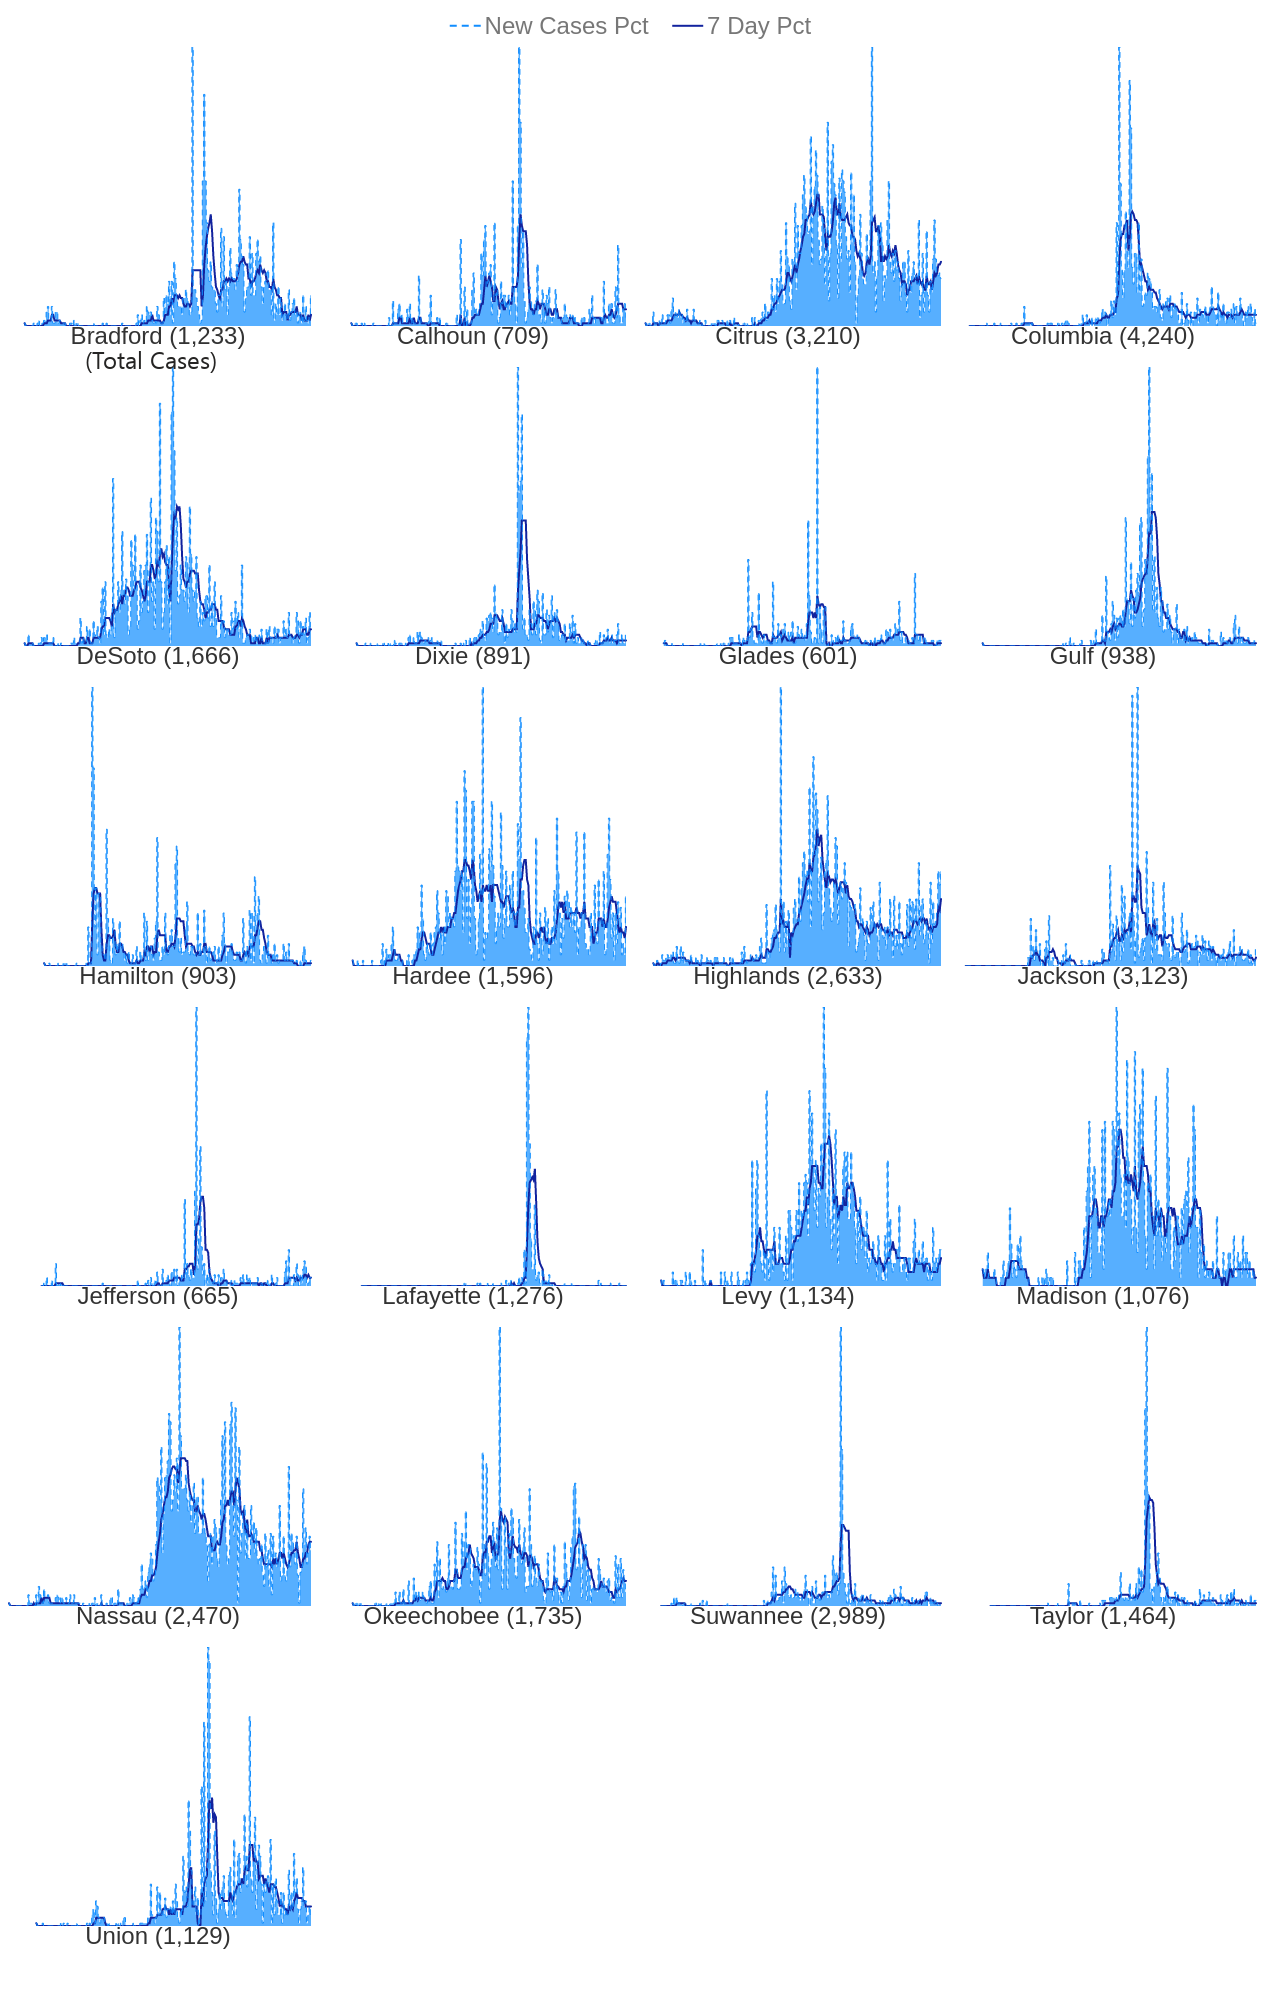 New Cases Pct 7 Day Pct
Bradford (1,233) Calhoun (709) Citrus (3,210) Columbia (4,240)
(Total Cases)
DeSoto (1,666) Dixie (891) Glades (601) Gulf (938)
Hamilton (903) Hardee (1,596) Highlands (2,633) Jackson (3,123)
Jefferson (665) Lafayette (1,276) Levy (1,134) Madison (1,076)
Nassau (2,470) Okeechobee (1,735) Suwannee (2,989) Taylor (1,464)
Union (1,129)